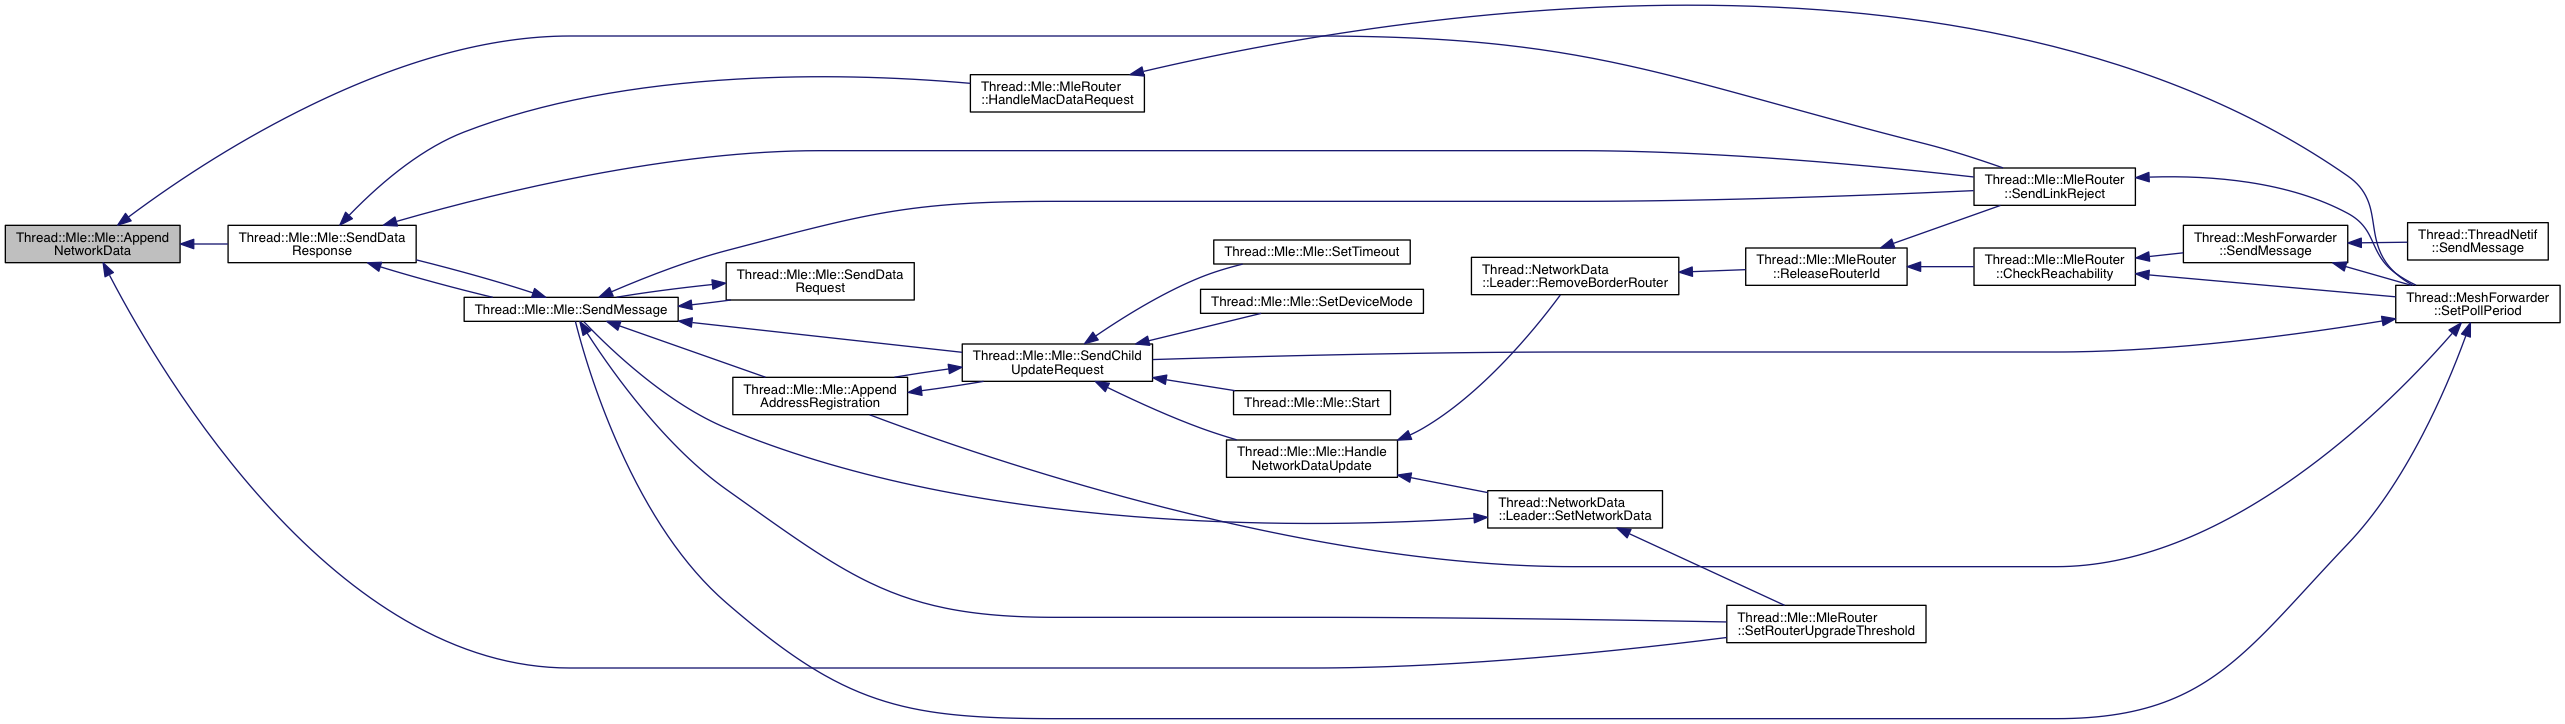 Thread::Mle::Mle::Append
NetworkData
Thread::Mle::Mle::SendData
Response
Thread::Mle::Mle::SendMessage
Thread::Mle::MleRouter
::HandleMacDataRequest
Thread::Mle::Mle::SendData
Request
Thread::Mle::Mle::SendChild
UpdateRequest
Thread::Mle::Mle::Append
AddressRegistration
Thread::Mle::Mle::SetTimeout
Thread::Mle::Mle::SetDeviceMode
Thread::Mle::Mle::Start
Thread::Mle::Mle::Handle
NetworkDataUpdate
Thread::NetworkData
::Leader::RemoveBorderRouter
Thread::NetworkData
::Leader::SetNetworkData
Thread::Mle::MleRouter
::ReleaseRouterId
Thread::Mle::MleRouter
::SetRouterUpgradeThreshold
Thread::Mle::MleRouter
::SendLinkReject
Thread::Mle::MleRouter
::CheckReachability
Thread::MeshForwarder
::SendMessage
Thread::ThreadNetif
::SendMessage
Thread::MeshForwarder
::SetPollPeriod